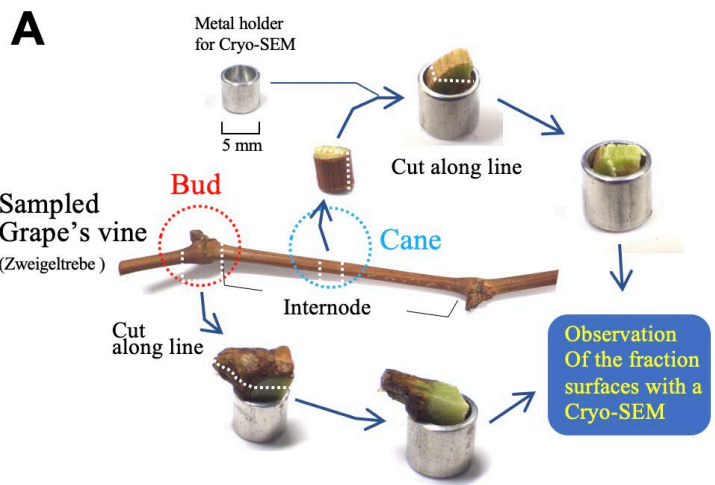 A
Metal holder
for Cryo-SEM
5 mm
Cut along line
Bud
Sampled
Grape's vine
(Zweigeltrebe )
Cane
Internode
Cut
along line
Observation
Of the fraction
surfaces with a
Cryo-SEM